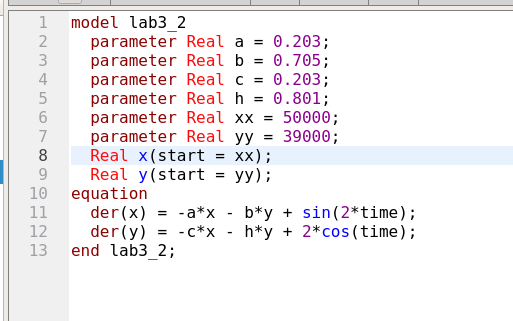 1 model lab3_2
2 parameter Real a = 0.203;
3 parameter Real b = 0.705;
4 parameter Real c = 0.203;
5 parameter Real h = 0.801;
6 parameter Real xx = 50000;
7 parameter Real yy = 39000;
8 Real x(start = xx);
9 Real y(start = yy);
10 equation
11 der(x) = -a*x - b*y + sin(2*time);
12 der(y) = -c*x - h*y + 2*cos(time);
13 end lab3_2;